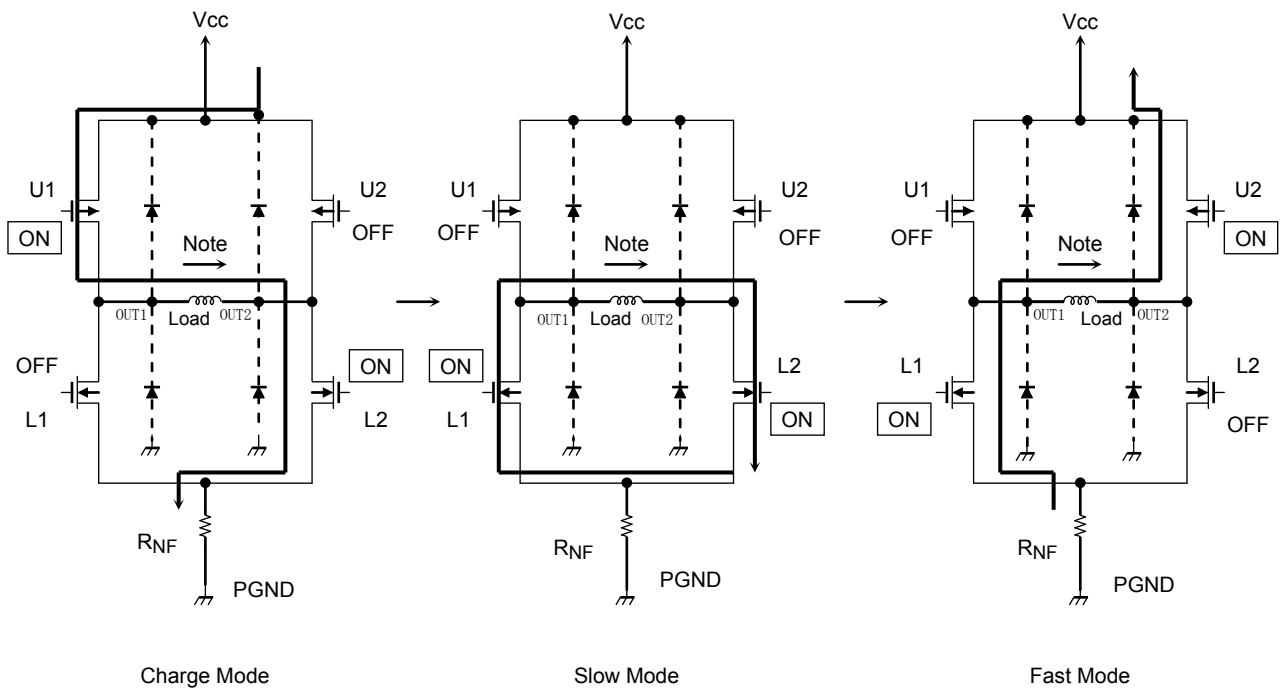 Vcc
U1
ON
U2
OFF
Note
OUT1
Load
OUT2
OFF
L1
ON
L2
RNF
PGND
Charge Mode
Vcc
U1
OFF
U2
OFF
Note
OUT1
Load
OUT2
ON
L1
L2
ON
RNF
PGND
Slow Mode
Vcc
U1
OFF
U2
ON
Note
OUT1
Load
OUT2
L1
ON
L2
OFF
RNF
PGND
Fast Mode